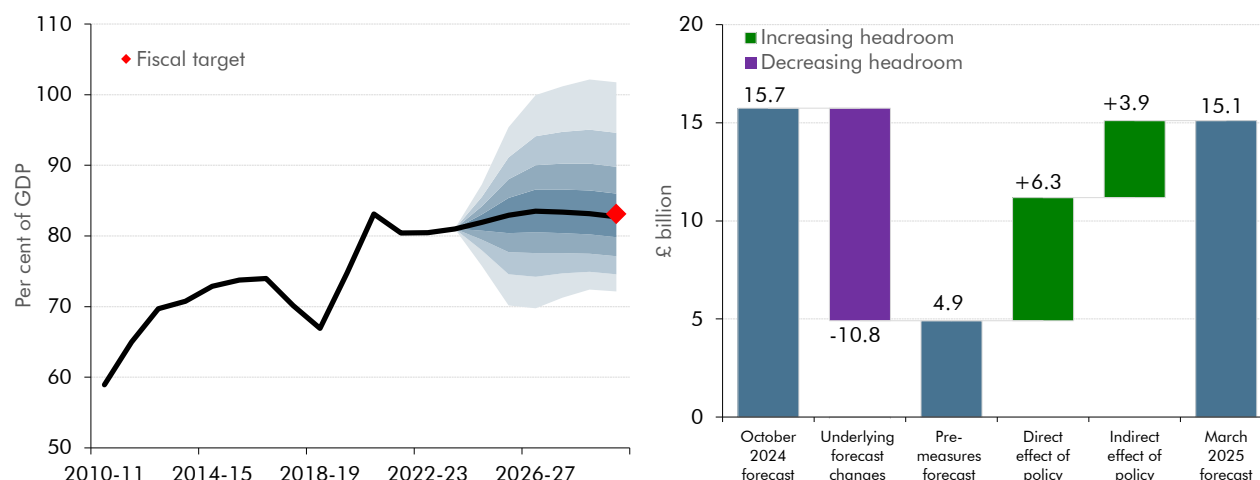 110
100
90
80
70
60
50
Per cent of GDP
Fiscal target
2010-11 2014-15 2018-19 2022-23 2026-27
20
15
10
5
0
£ billion
Increasing headroom
Decreasing headroom
15.7
-10.8
4.9
+6.3
+3.9
15.1
October
2024
forecast
Underlying
forecast
changes
Pre-
measures
forecast
Direct
effect of
policy
Indirect
effect of
policy
March
2025
forecast